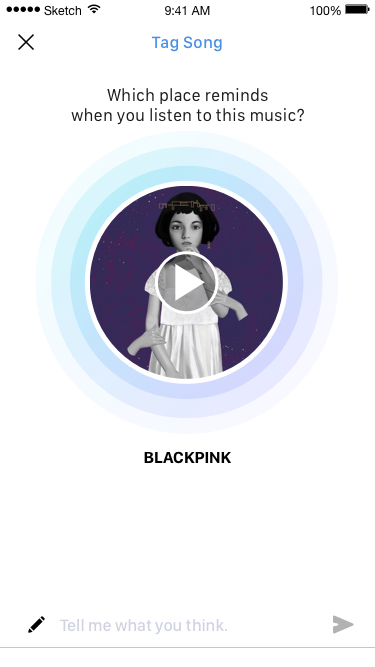 Sketch 9:41 AM 100%
Tag Song
Which place reminds
when you listen to this music?
BLACKPINK
Tell me what you think.